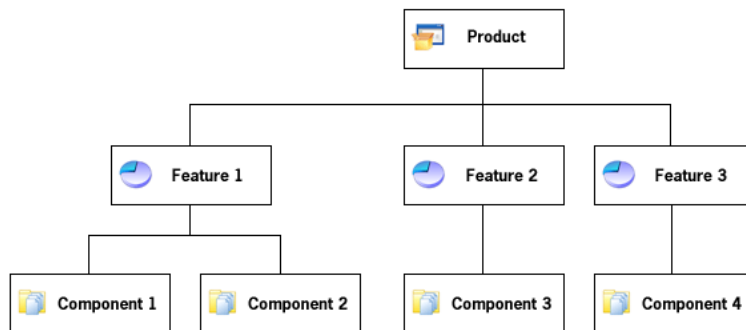 Product
Feature 1
Feature 2
Feature 3
Component 1
Component 2
Component 3
Component 4